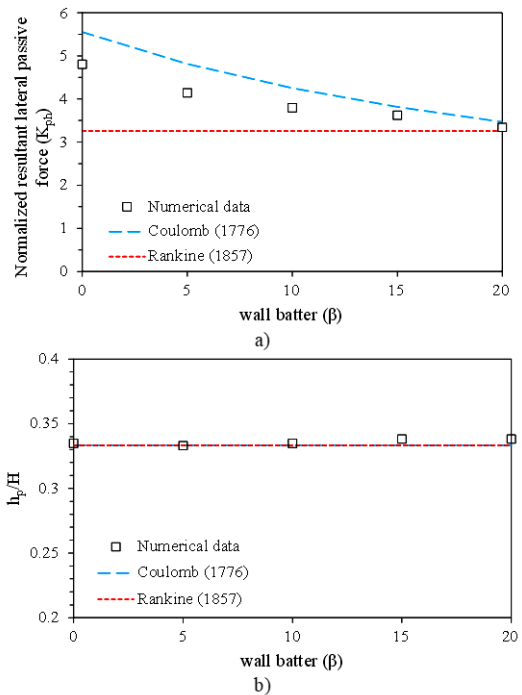 Normalized resultant lateral passive
force (Kph)
6
5
4
3
2
1
0
Numerical data
Coulomb (1776)
Rankine (1857)
0 5 10 15 20
wall batter (β)
a)
hp/H
0.4
0.35
0.3
0.25
0.2
Numerical data
Coulomb (1776)
Rankine (1857)
0 5 10 15 20
wall batter (β)
b)